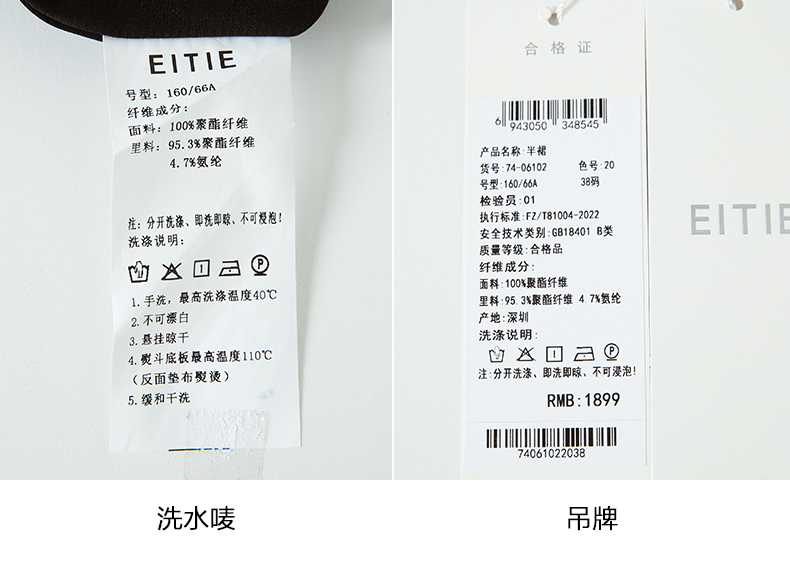 EITIE
号型：160/66A
纤维成分：
面料：100%聚酯纤维
里料：95.3%聚酯纤维
4.7%氨纶
注：分开洗涤、即洗即晾、不可浸泡！
洗涤说明：
1.手洗，最高洗涤温度40℃
2.不可漂白
3.悬挂晾干
4.熨斗底板最高温度110℃
（反面垫布熨烫）
5.缓和干洗
洗水唛
合格证
6 943050 348545
产品名称:半裙
货号:74-06102 色号:20
号型:160/66A 38码
检验员:01
执行标准:FZ/T81004-2022
安全技术类别:GB18401 B类
质量等级:合格品
纤维成分:
面料:100%聚酯纤维
里料:95.3%聚酯纤维 4.7%氨纶
产地:深圳
洗涤说明:
注:分开洗涤、即洗即晾、不可浸泡!
RMB:1899
74061022038
EITIE
吊牌